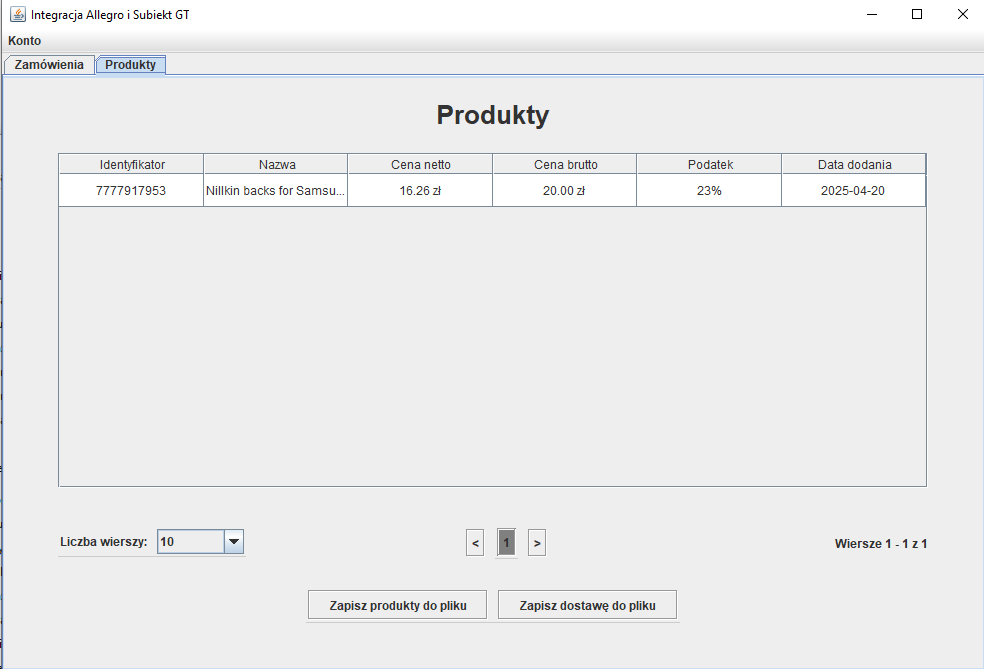 Integracja Allegro i Subiekt GT
Konto
Zamówienia Produkty
Produkty
Identyfikator Nazwa Cena netto Cena brutto Podatek Data dodania
7777917953 Nillkin backs for Samsu... 16.26 zł 20.00 zł 23% 2025-04-20
Liczba wierszy: 10 < 1 > Wiersze 1 - 1 z 1
Zapisz produkty do pliku Zapisz dostawę do pliku